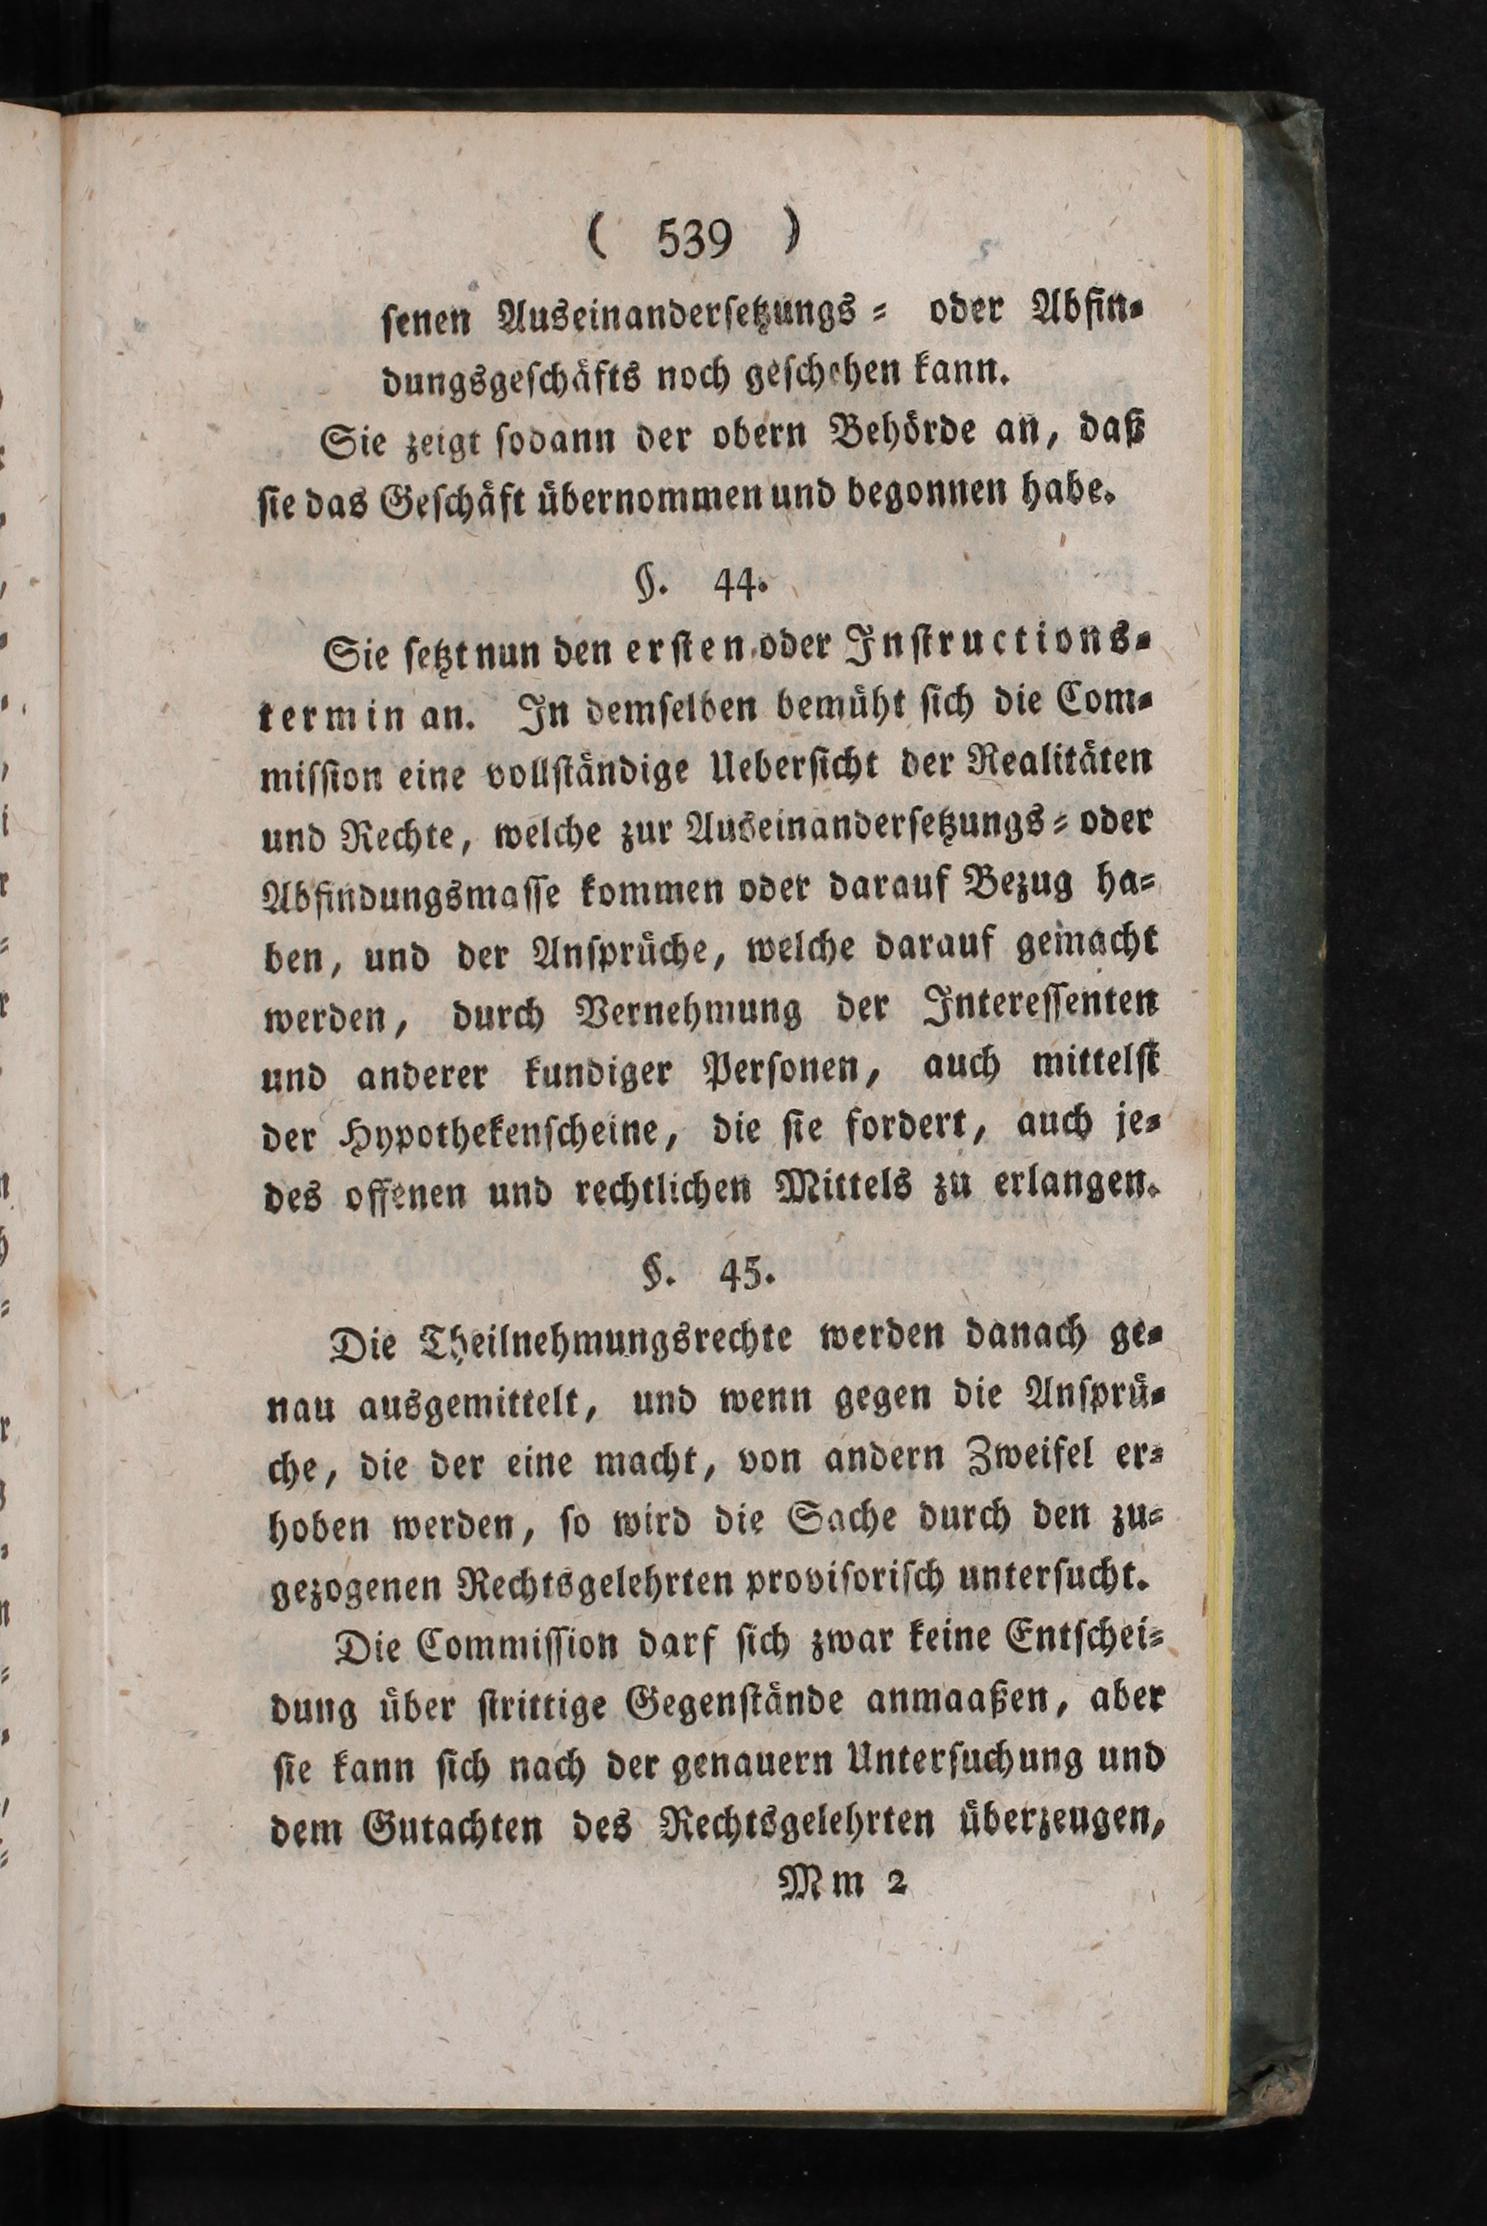 ( 539 )
senen Auseinandersetzungs- oder Abfin-
dungsgeschäfts noch geschehen kann.
Sie zeigt sodann der obern Behörde an, daß
sie das Geschäft übernommen und begonnen habe.
§. 44.
Sie setzt nun den ersten oder Instructions-
termin an. In demselben bemüht sich die Com-
mission eine vollständige Uebersicht der Realitäten
und Rechte, welche zur Auseinandersetzungs- oder
Abfindungsmasse kommen oder darauf Bezug ha-
ben, und der Ansprüche, welche darauf gemacht
werden, durch Vernehmung der Interessenten
und anderer kundiger Personen, auch mittelst
der Hypothekenscheine, die sie fordert, auch je-
des offenen und rechtlichen Mittels zu erlangen.
§. 45.
Die Theilnehmungsrechte werden danach ge-
nau ausgemittelt, und wenn gegen die Ansprü-
che, die der eine macht, von andern Zweifel er-
hoben werden, so wird die Sache durch den zu-
gezogenen Rechtsgelehrten provisorisch untersucht.
Die Commission darf sich zwar keine Entschei-
dung über strittige Gegenstände anmaaßen, aber
sie kann sich nach der genauern Untersuchung und
dem Gutachten des Rechtsgelehrten überzeugen,
Mm 2